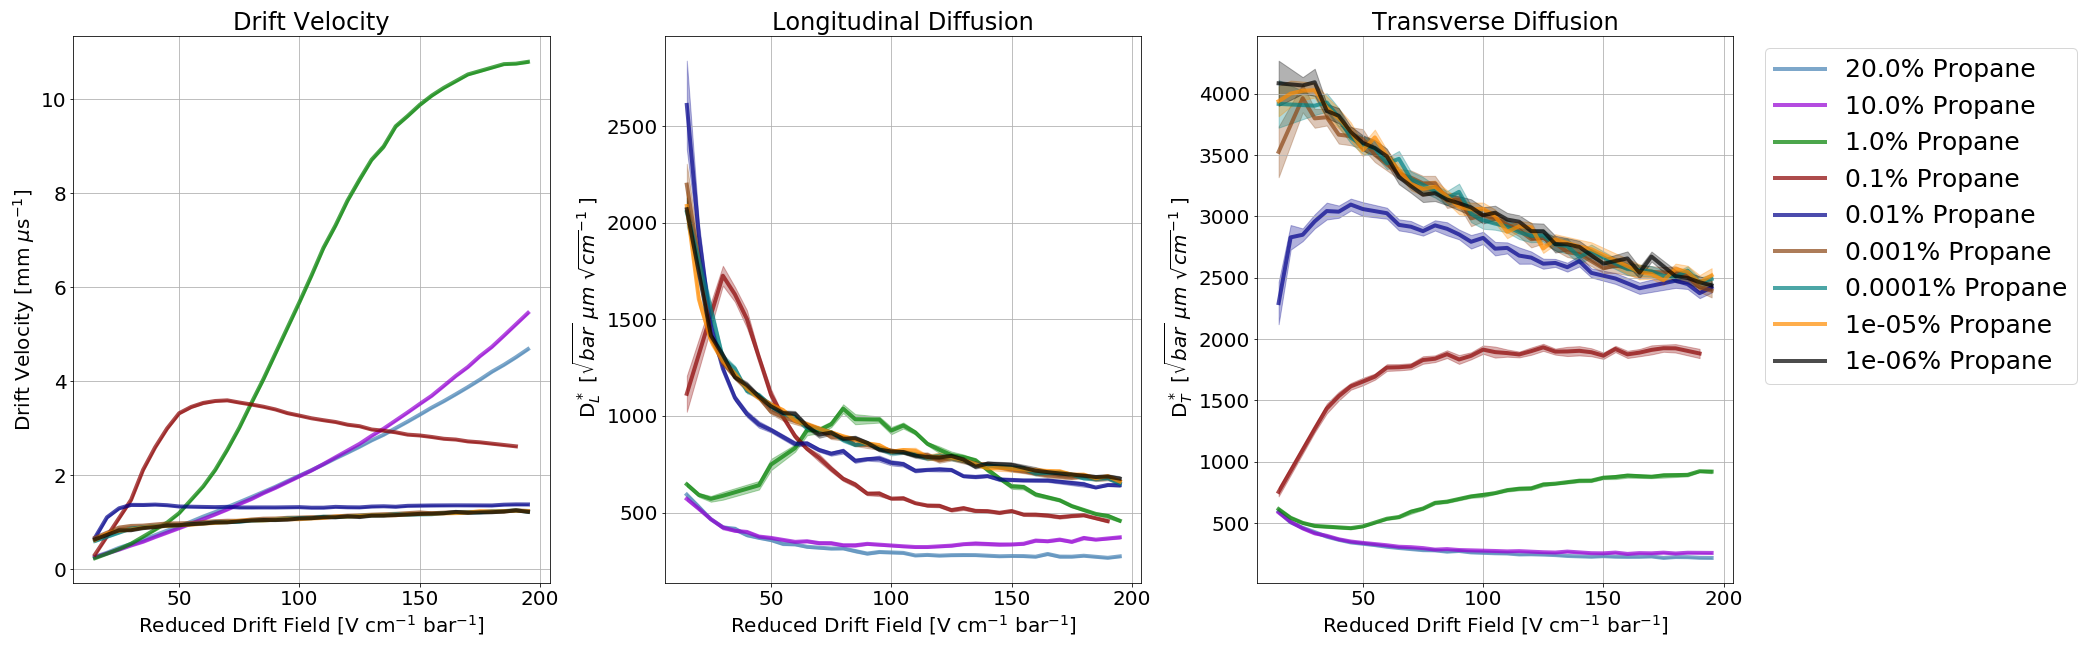 Drift Velocity
Drift Velocity [mm μs⁻¹]
10
8
6
4
2
0
50 100 150 200
Reduced Drift Field [V cm⁻¹ bar⁻¹]
Longitudinal Diffusion
D*L [√bar μm √cm⁻¹ ]
2500
2000
1500
1000
500
50 100 150 200
Reduced Drift Field [V cm⁻¹ bar⁻¹]
Transverse Diffusion
D*T [√bar μm √cm⁻¹ ]
4000
3500
3000
2500
2000
1500
1000
500
50 100 150 200
Reduced Drift Field [V cm⁻¹ bar⁻¹]
20.0% Propane
10.0% Propane
1.0% Propane
0.1% Propane
0.01% Propane
0.001% Propane
0.0001% Propane
1e-05% Propane
1e-06% Propane